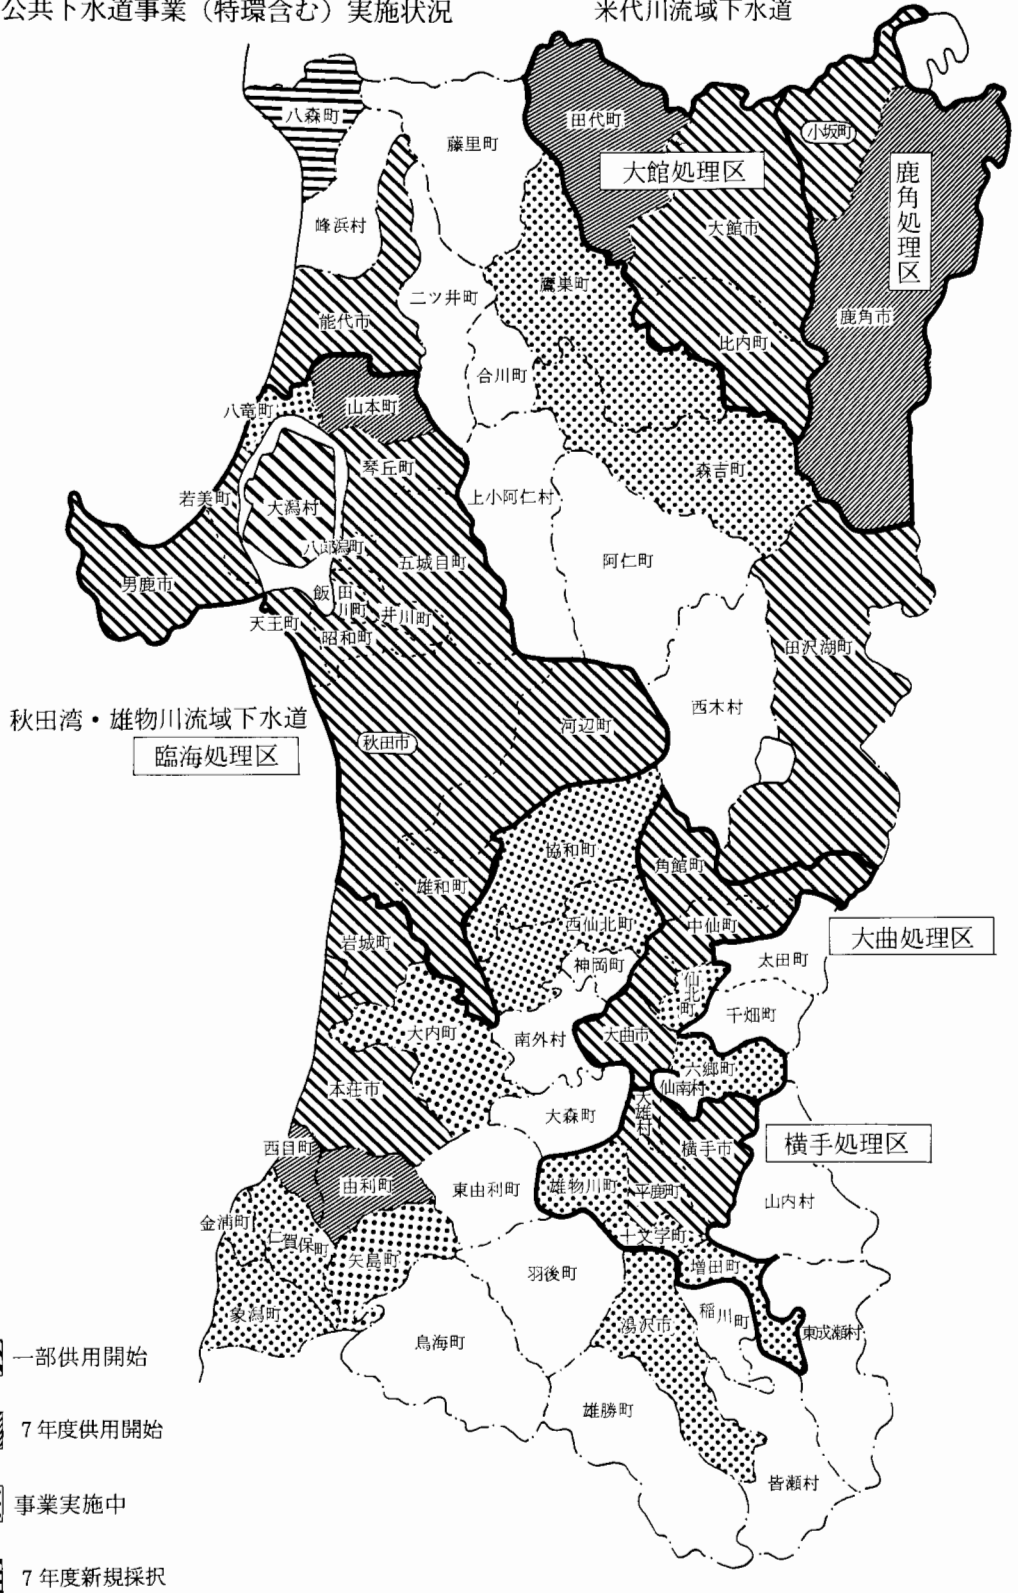 公共下水道事業（特環含む）実施状況
米代川流域下水道
八森町
藤里町
田代町
小坂町
大館処理区
鹿角処理区
峰浜村
大館市
二ツ井町
鷹巣町
能代市
鹿角市
比内町
合川町
八竜町
山本町
琴丘町
森吉町
若美町
大潟村
上小阿仁村
八郎潟町
五城目町
阿仁町
男鹿市
飯田川町
井川町
天王町
昭和町
田沢湖町
西木村
秋田湾・雄物川流域下水道
臨海処理区
秋田市
河辺町
協和町
角館町
雄和町
西仙北町
中仙町
大曲処理区
岩城町
神岡町
太田町
仙北町
千畑町
大内町
南外村
大曲市
六郷町
仙南村
本荘市
大森町
大雄村
横手市
横手処理区
西目町
由利町
東由利町
雄物川町
平鹿町
山内村
金浦町
仁賀保町
十文字町
矢島町
増田町
羽後町
象潟町
稲川町
湯沢市
東成瀬村
鳥海町
一部供用開始
雄勝町
7年度供用開始
皆瀬村
事業実施中
7年度新規採択